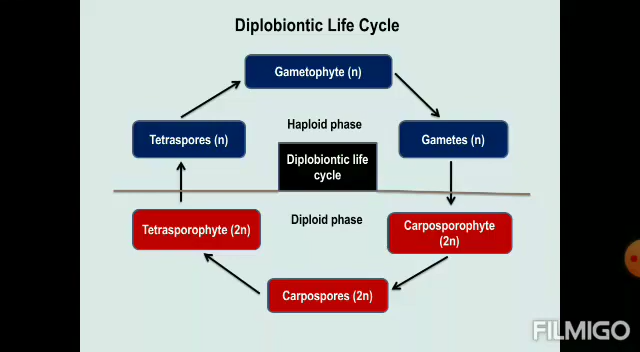 Diplobiontic Life Cycle
Gametophyte (n)
Haploid phase
Tetraspores (n)
Gametes (n)
Diplobiontic life
cycle
Tetrasporophyte (2n)
Diploid phase
Carposporophyte
(2n)
Carpospores (2n)
FILMIGO